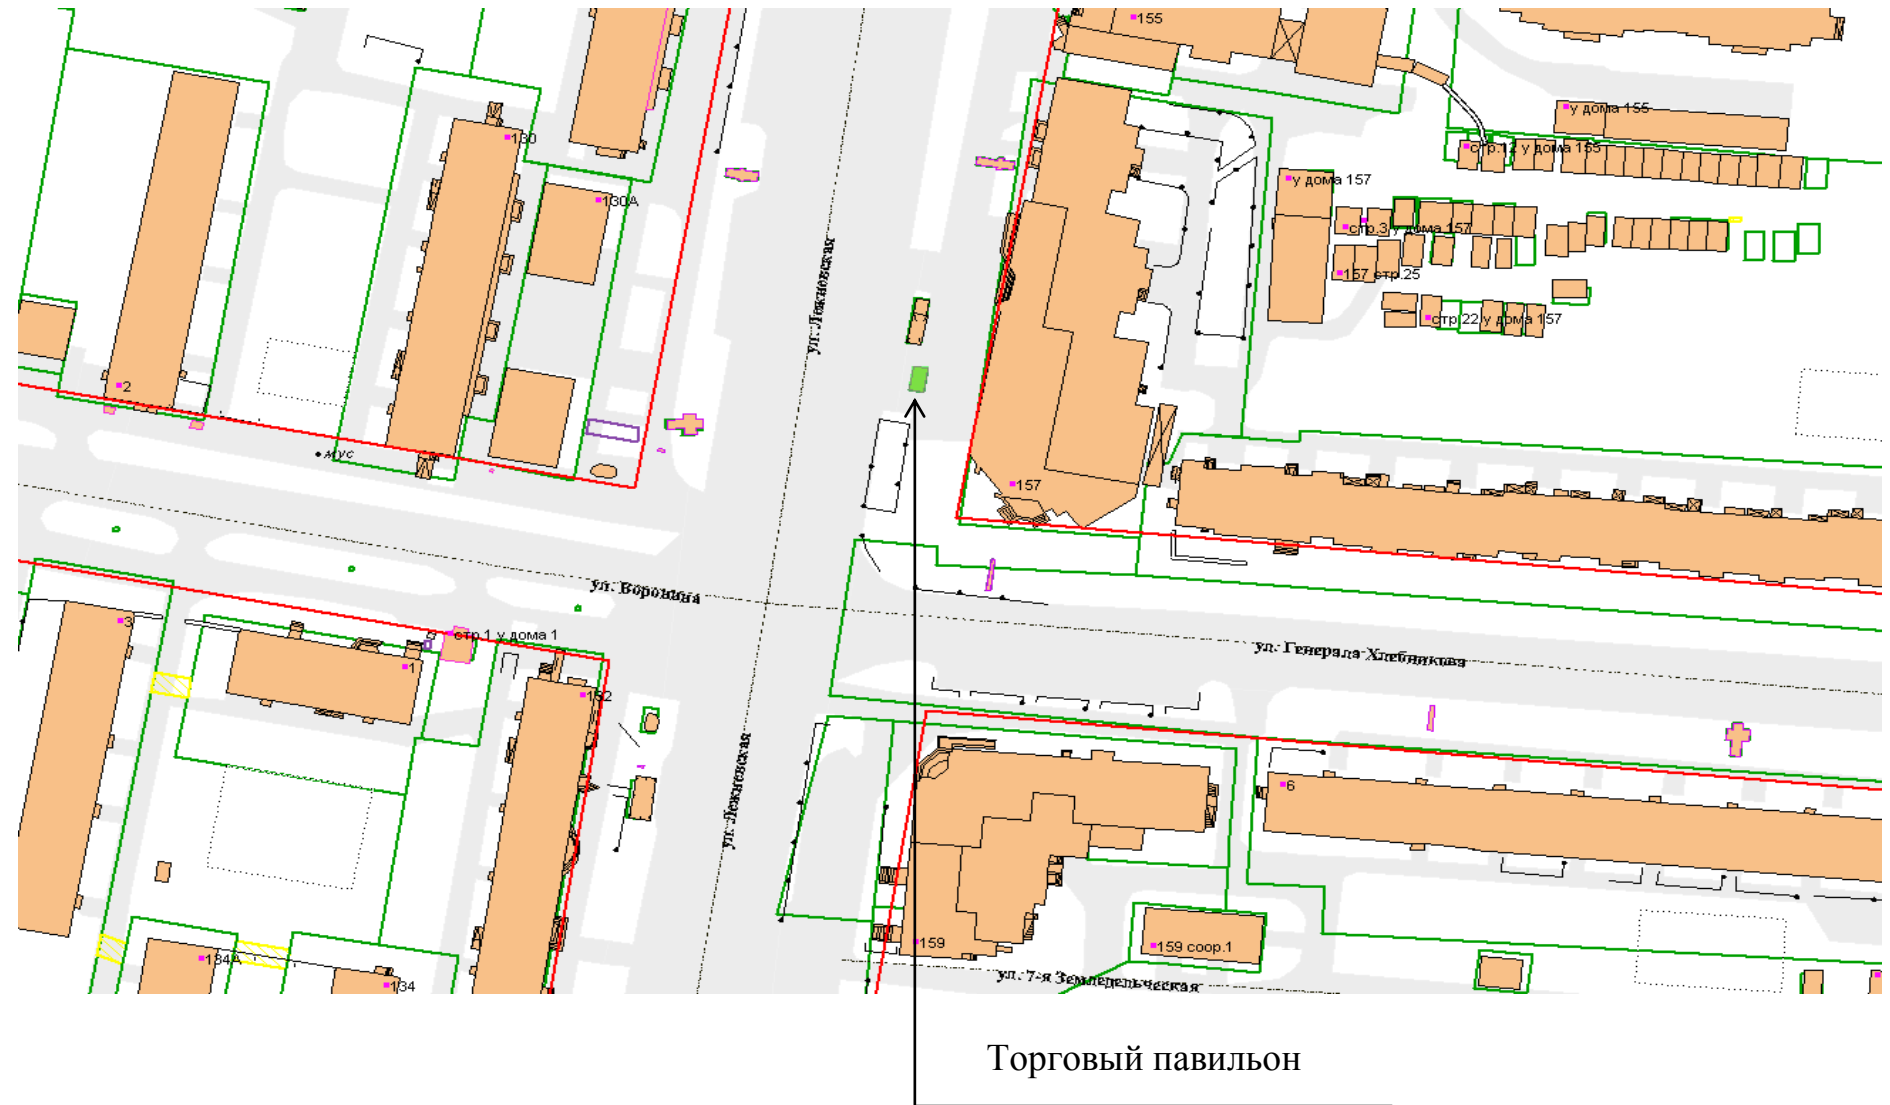 155
у дома 155
130
стр.12 у дома 155
у дома 157
130А
стр.3 у дома 157
ул. Лежневская
157 стр.25
стр.22 у дома 157
2
мус
157
ул. Воронина
3
стр.1 у дома 1
ул. Генерала Хлебникова
1
132
ул. Лежневская
6
159
159 соор.1
134А
ул. 7-я Земледельческая
134
Торговый павильон